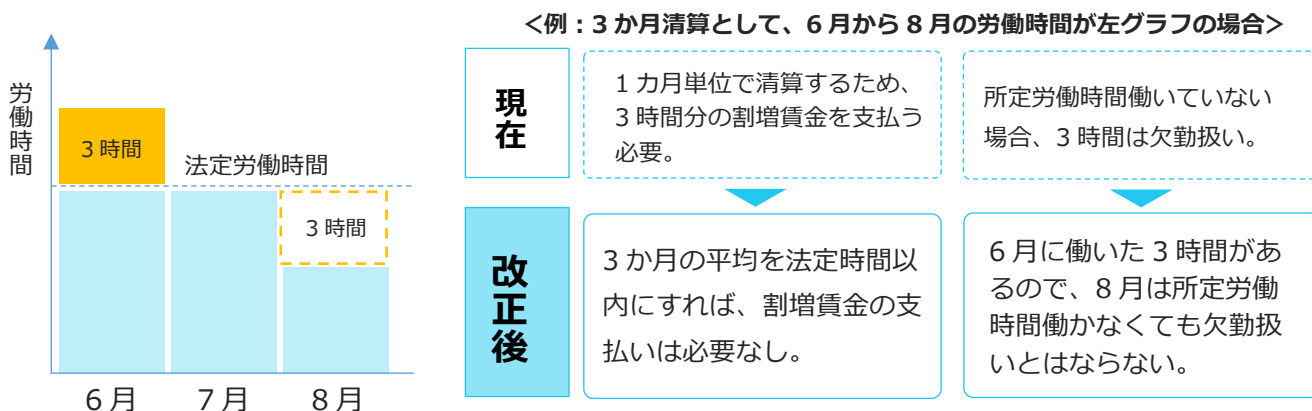 ＜例：３か月清算として、６月から８月の労働時間が左グラフの場合＞
労働時間
３時間
法定労働時間
３時間
６月
７月
８月
現在
１カ月単位で清算するため、
３時間分の割増賃金を支払う
必要。
所定労働時間働いていない
場合、３時間は欠勤扱い。
改正後
３か月の平均を法定時間以
内にすれば、割増賃金の支
払いは必要なし。
６月に働いた３時間があ
るので、８月は所定労働
時間働かなくても欠勤扱
いとはならない。